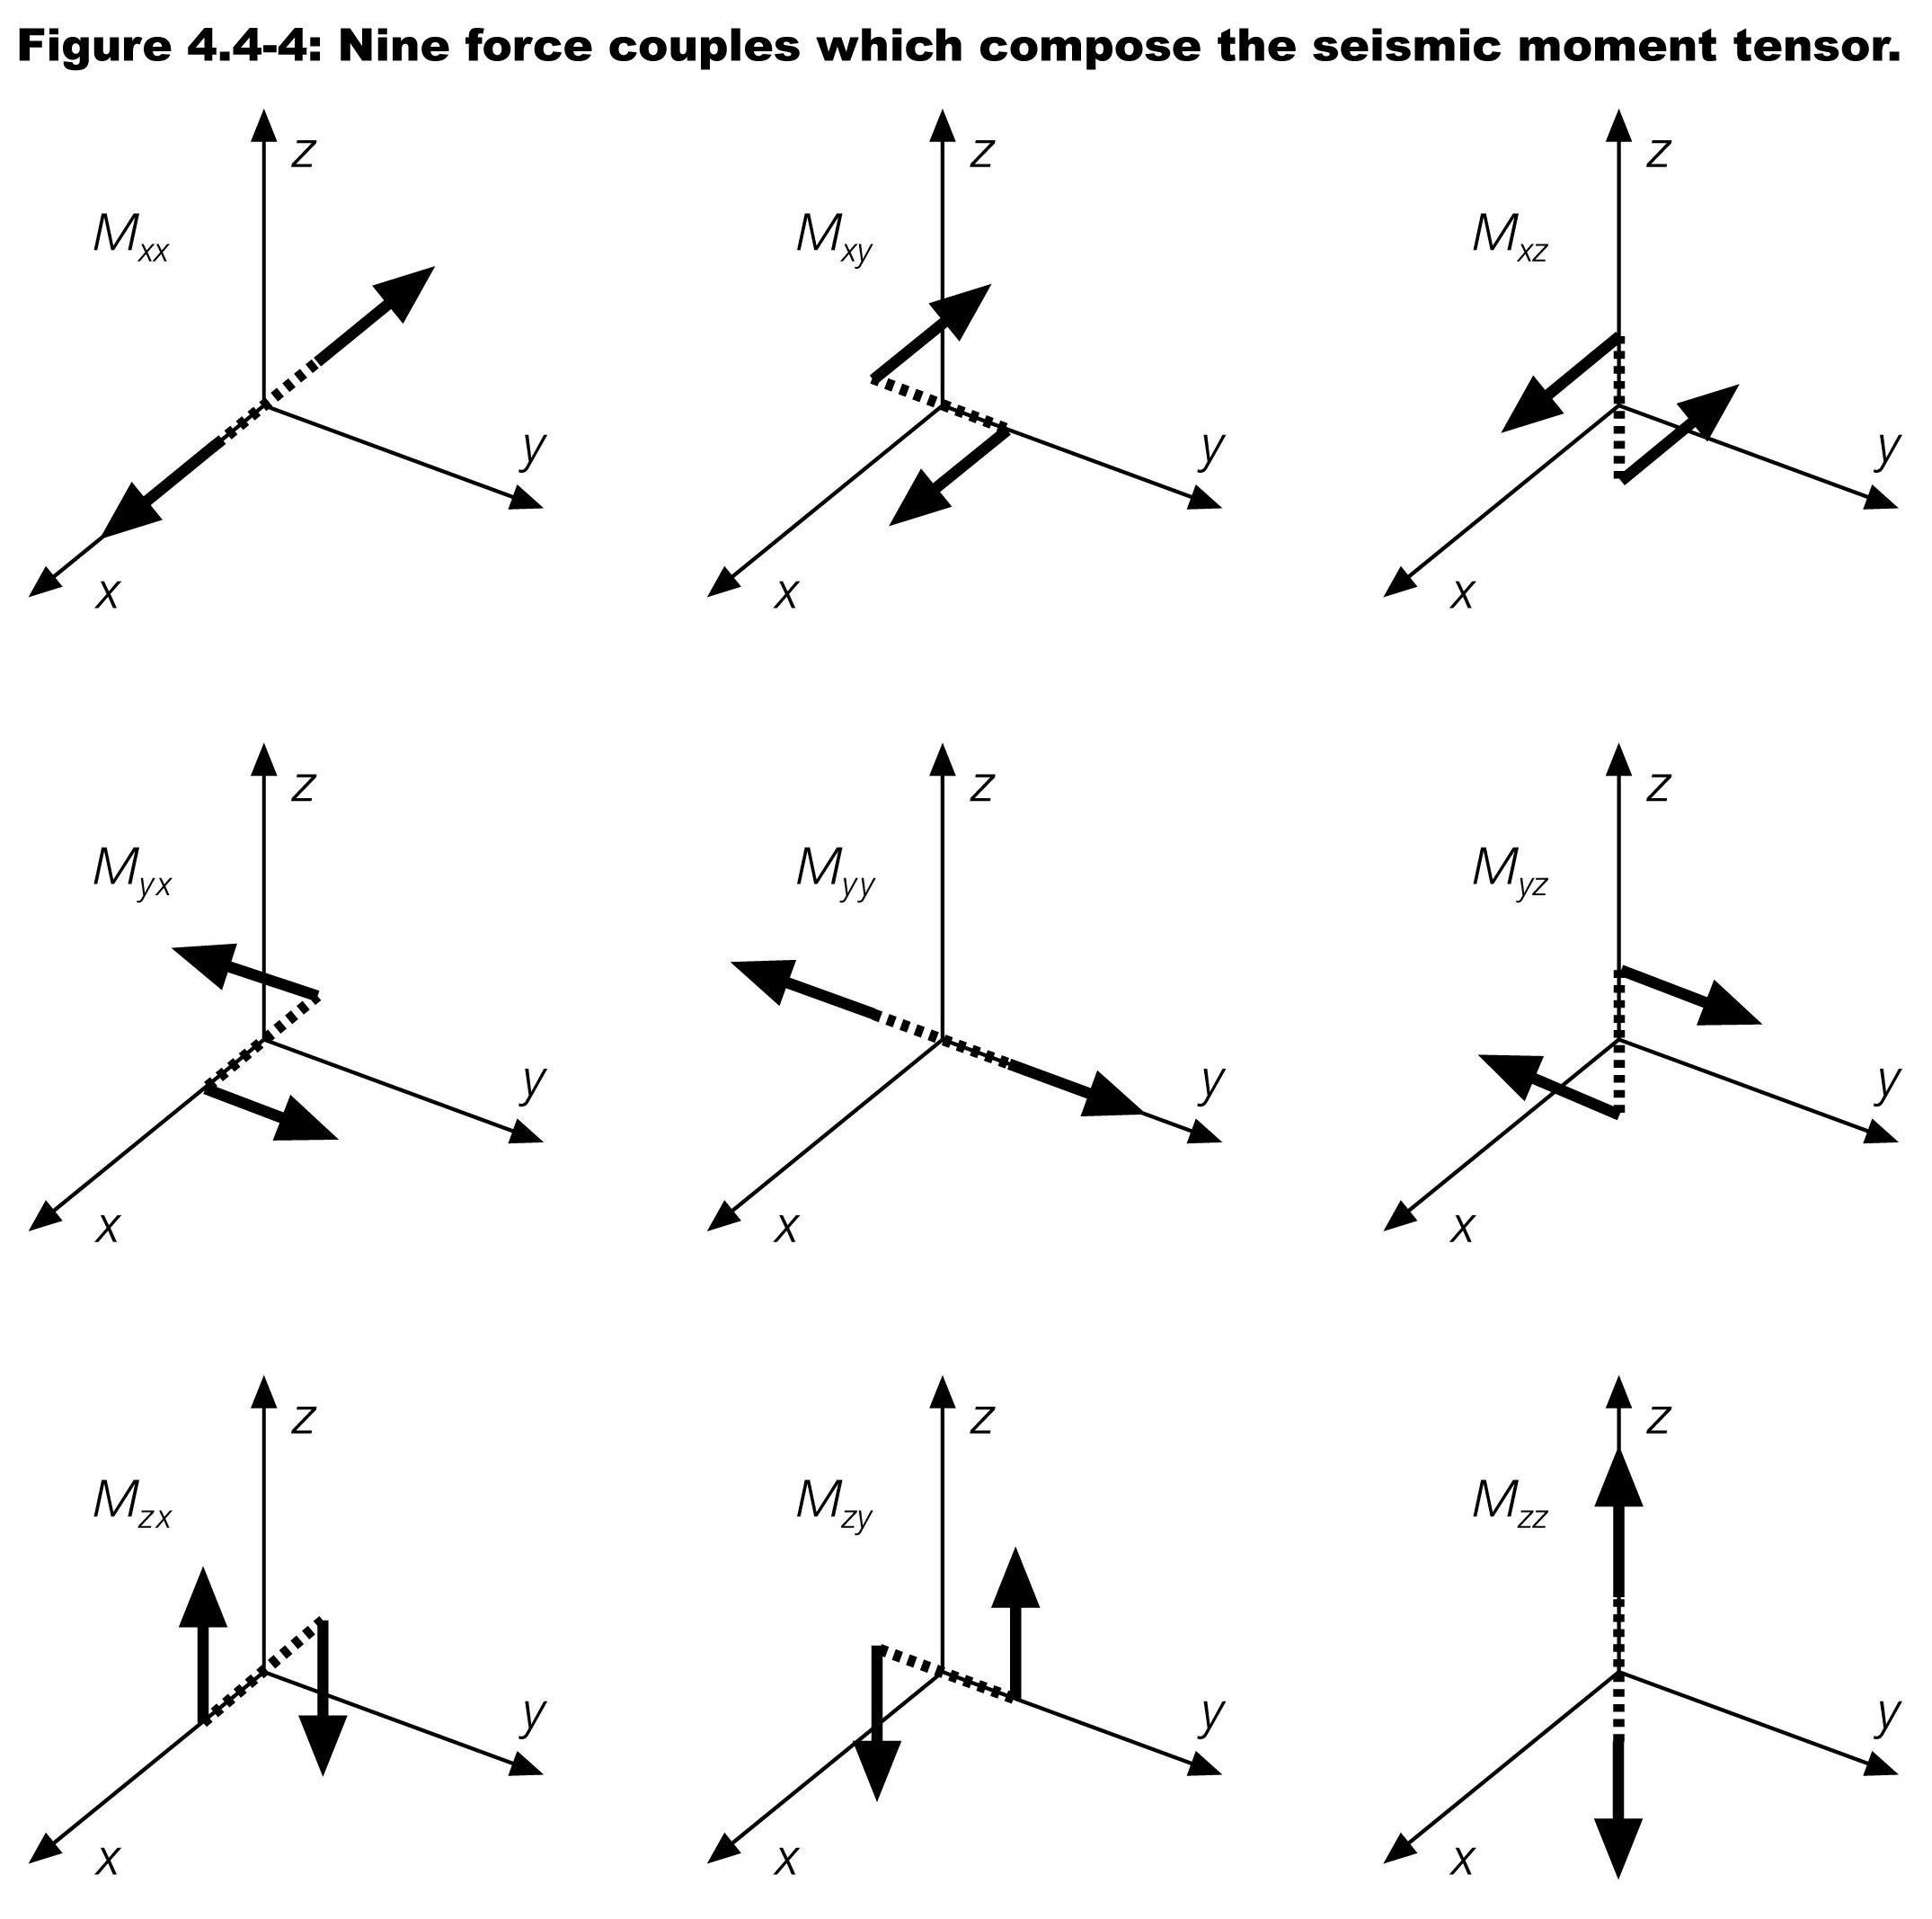 Figure 4.4-4: Nine force couples which compose the seismic moment tensor.
z z z
Mxx Mxy Mxz
y y y
x x x
z z z
Myx Myy Myz
y y y
x x x
z z z
Mzx Mzy Mzz
y y y
x x x